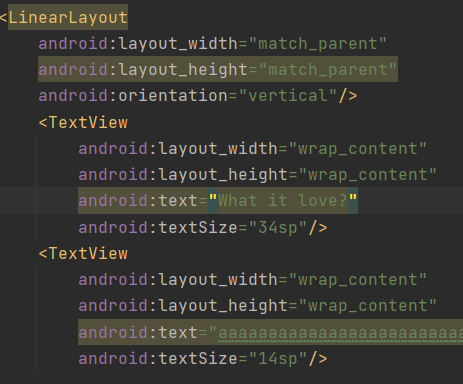 <LinearLayout
android:layout_width="match_parent"
android:layout_height="match_parent"
android:orientation="vertical"/>
<TextView
android:layout_width="wrap_content"
android:layout_height="wrap_content"
android:text="What it love?"
android:textSize="34sp"/>
<TextView
android:layout_width="wrap_content"
android:layout_height="wrap_content"
android:text="aaaaaaaaaaaaaaaaaaaaaaaaa
android:textSize="14sp"/>